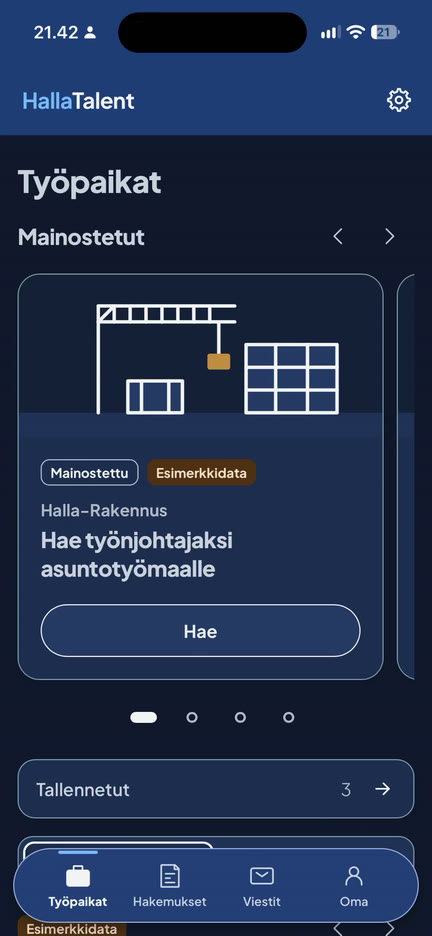 21.42
21
HallaTalent
Työpaikat
Mainostetut
Mainostettu
Esimerkkidata
Halla-Rakennus
Hae työnjohtajaksi
asuntotyömaalle
Hae
Tallennetut
3
Työpaikat
Hakemukset
Viestit
Oma
Esimerkkidata